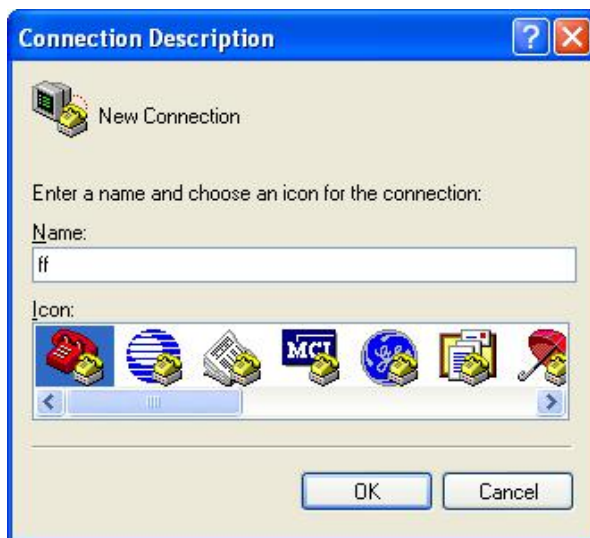 Connection Description
New Connection
Enter a name and choose an icon for the connection:
Name:
ff
Icon:
MCI
OK Cancel